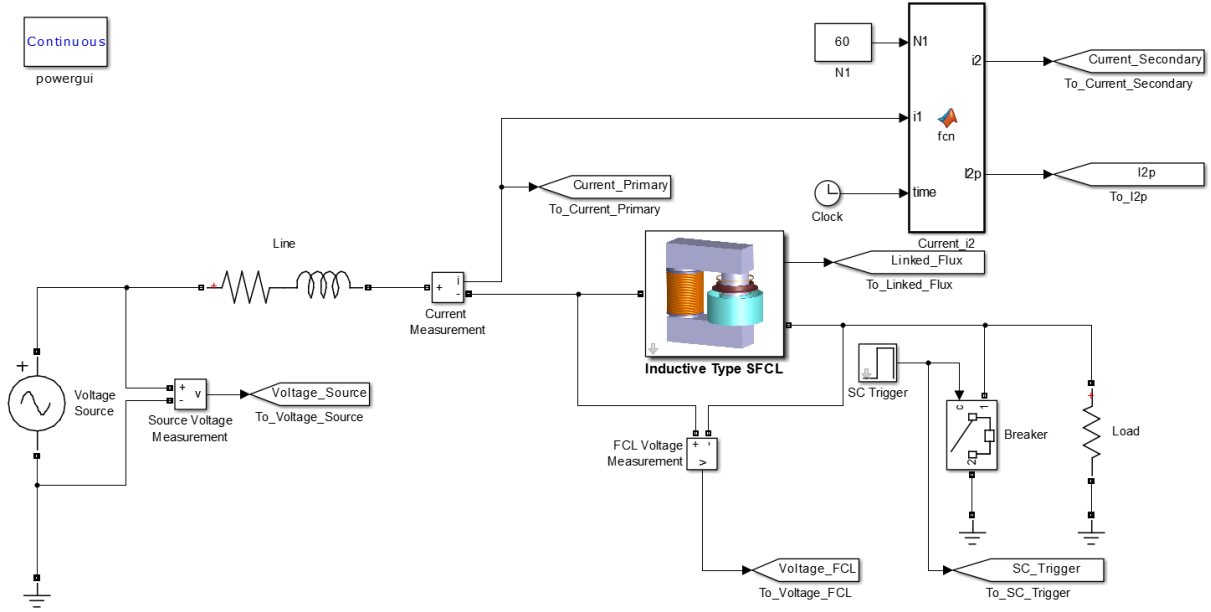 Continuous
powergui
60
N1
N1
i1
time
fcn
i2
I2p
Current_i2
Current_Secondary
To_Current_Secondary
I2p
To_I2p
Clock
Current_Primary
To_Current_Primary
Line
+
i
-
Current
Measurement
Linked_Flux
To_Linked_Flux
Inductive Type SFCL
+
Voltage
Source
+
-
v
Source Voltage
Measurement
Voltage_Source
To_Voltage_Source
SC Trigger
c
1
2
Breaker
+
Load
FCL Voltage
Measurement
+
-
v
Voltage_FCL
To_Voltage_FCL
SC_Trigger
To_SC_Trigger